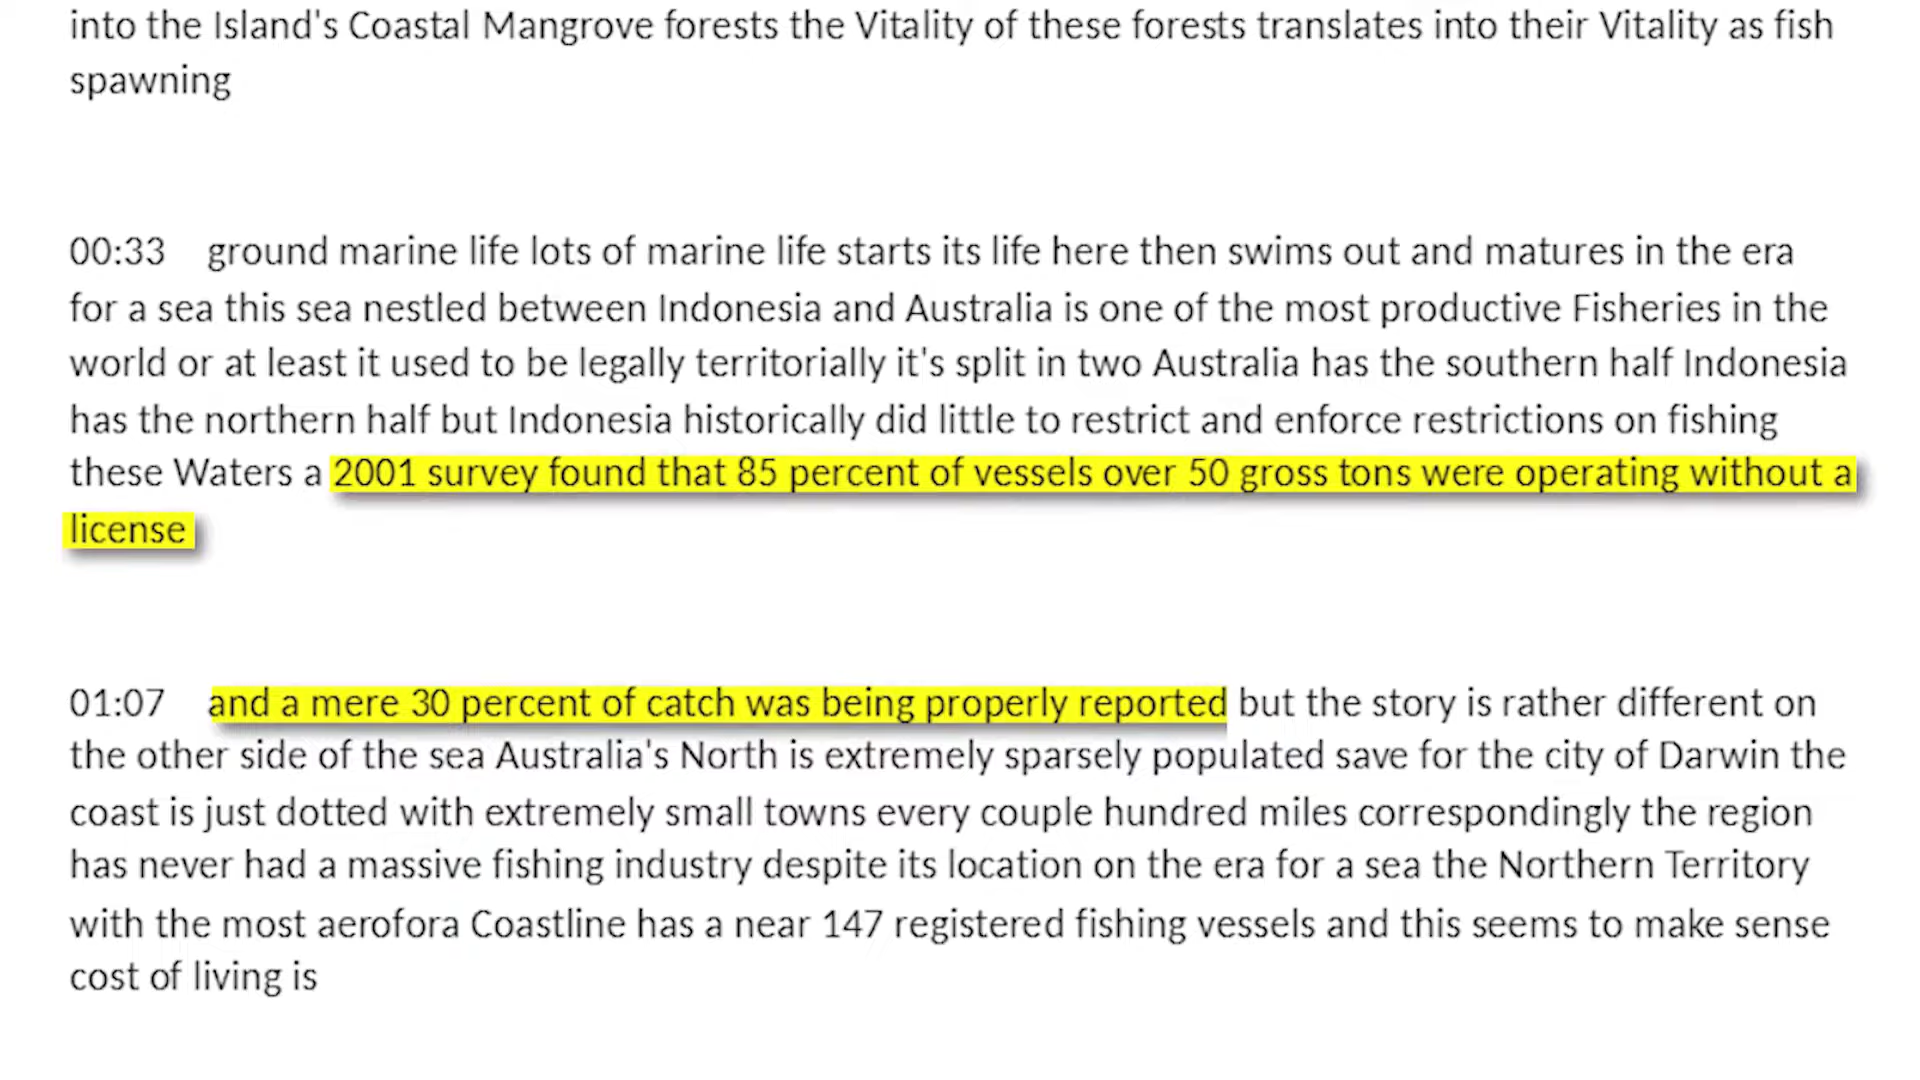 into the Island's Coastal Mangrove forests the Vitality of these forests translates into their Vitality as fish
spawning
00:33 ground marine life lots of marine life starts its life here then swims out and matures in the era
for a sea this sea nestled between Indonesia and Australia is one of the most productive Fisheries in the
world or at least it used to be legally territorially it's split in two Australia has the southern half Indonesia
has the northern half but Indonesia historically did little to restrict and enforce restrictions on fishing
these Waters a 2001 survey found that 85 percent of vessels over 50 gross tons were operating without a
license
01:07 and a mere 30 percent of catch was being properly reported but the story is rather different on
the other side of the sea Australia's North is extremely sparsely populated save for the city of Darwin the
coast is just dotted with extremely small towns every couple hundred miles correspondingly the region
has never had a massive fishing industry despite its location on the era for a sea the Northern Territory
with the most aerofora Coastline has a near 147 registered fishing vessels and this seems to make sense
cost of living is